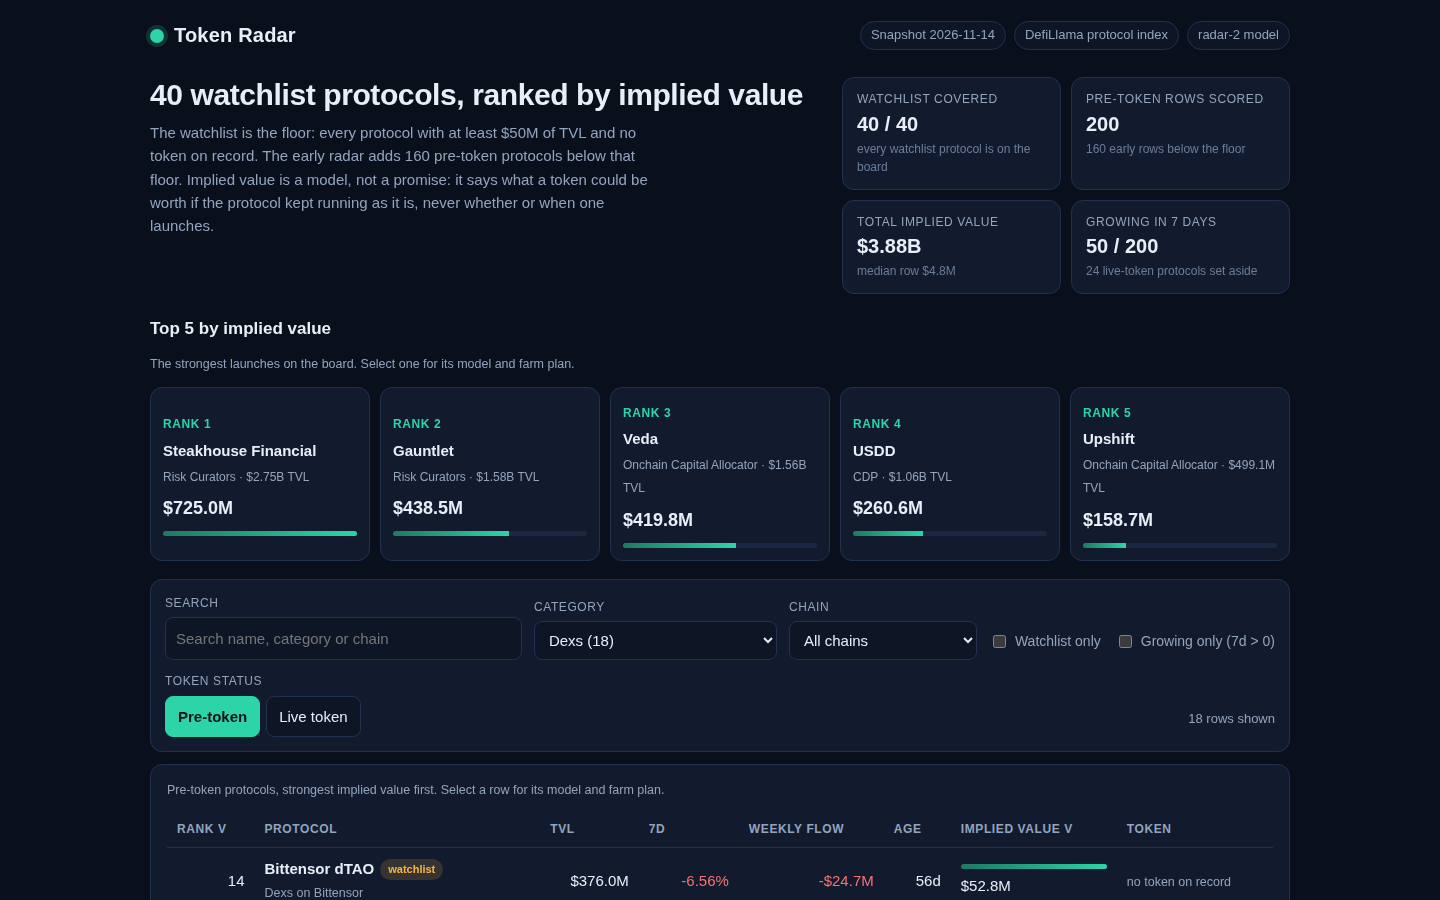 Token Radar
Snapshot 2026-11-14
DefiLlama protocol index
radar-2 model
40 watchlist protocols, ranked by implied value
The watchlist is the floor: every protocol with at least $50M of TVL and no
token on record. The early radar adds 160 pre-token protocols below that
floor. Implied value is a model, not a promise: it says what a token could be
worth if the protocol kept running as it is, never whether or when one
launches.
WATCHLIST COVERED
40 / 40
every watchlist protocol is on the
board
PRE-TOKEN ROWS SCORED
200
160 early rows below the floor
TOTAL IMPLIED VALUE
$3.88B
median row $4.8M
GROWING IN 7 DAYS
50 / 200
24 live-token protocols set aside
Top 5 by implied value
The strongest launches on the board. Select one for its model and farm plan.
RANK 1
Steakhouse Financial
Risk Curators · $2.75B TVL
$725.0M
RANK 2
Gauntlet
Risk Curators · $1.58B TVL
$438.5M
RANK 3
Veda
Onchain Capital Allocator · $1.56B
TVL
$419.8M
RANK 4
USDD
CDP · $1.06B TVL
$260.6M
RANK 5
Upshift
Onchain Capital Allocator · $499.1M
TVL
$158.7M
SEARCH
Search name, category or chain
CATEGORY
Dexs (18)
CHAIN
All chains
Watchlist only
Growing only (7d > 0)
TOKEN STATUS
Pre-token
Live token
18 rows shown
Pre-token protocols, strongest implied value first. Select a row for its model and farm plan.
RANK V PROTOCOL TVL 7D WEEKLY FLOW AGE IMPLIED VALUE V TOKEN
14 Bittensor dTAO watchlist $376.0M -6.56% -$24.7M 56d $52.8M no token on record
Dexs on Bittensor